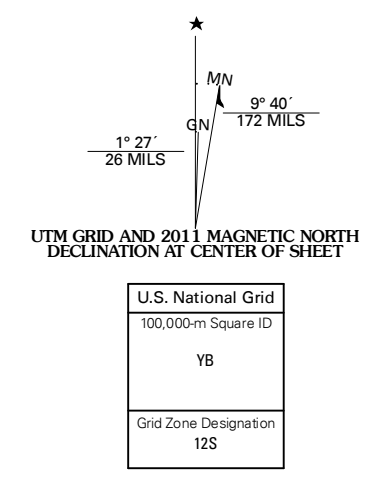 MN
9° 40´
172 MILS
GN
1° 27´
26 MILS
UTM GRID AND 2011 MAGNETIC NORTH
DECLINATION AT CENTER OF SHEET
U.S. National Grid
100,000-m Square ID
YB
Grid Zone Designation
12S